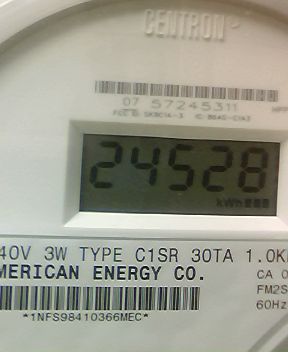 CENTRON
07 57245311
24528
kWh
40V 3W TYPE C1SR 30TA 1.0K
MERICAN ENERGY CO.
CA 0
FM2S
60Hz
*1NFS98410366MEC*